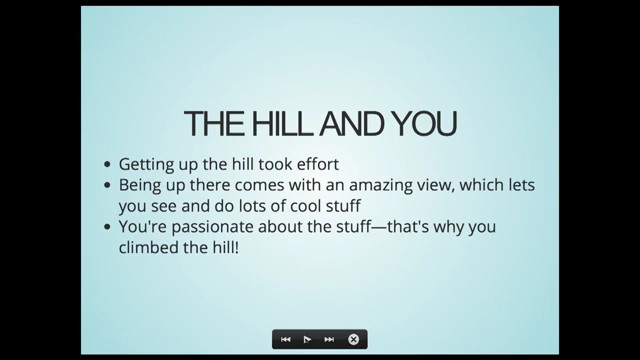 THE HILL AND YOU
• Getting up the hill took effort
• Being up there comes with an amazing view, which lets
you see and do lots of cool stuff
• You're passionate about the stuff—that's why you
climbed the hill!